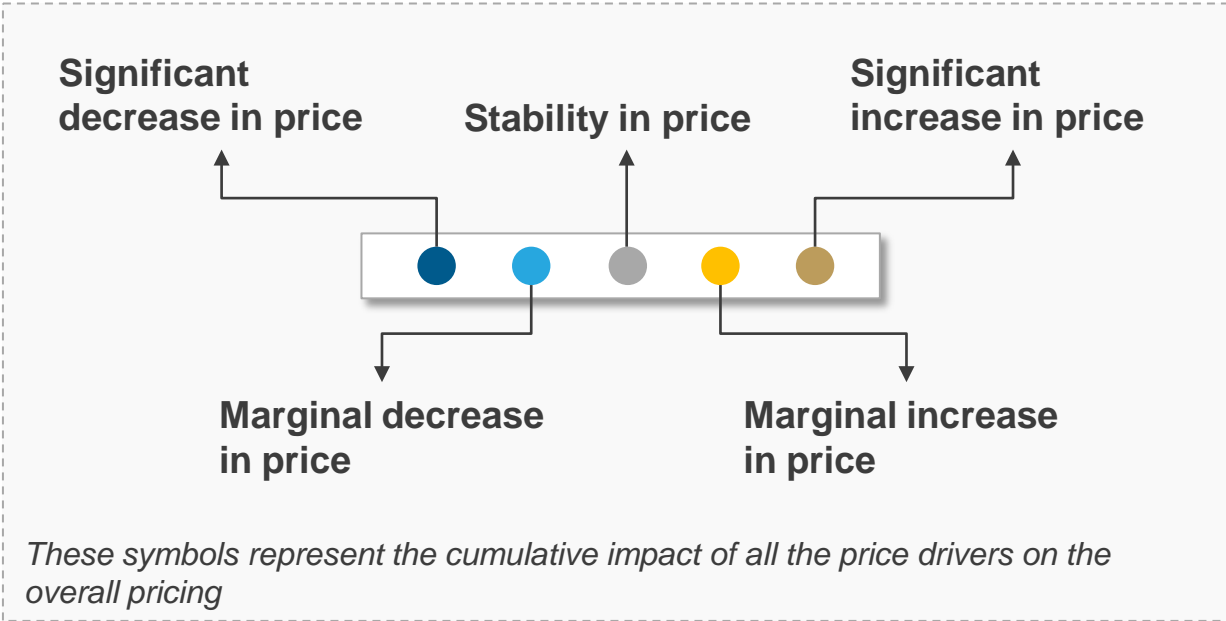 Significant
decrease in price
Stability in price
Significant
increase in price
Marginal decrease
in price
Marginal increase
in price
These symbols represent the cumulative impact of all the price drivers on the
overall pricing